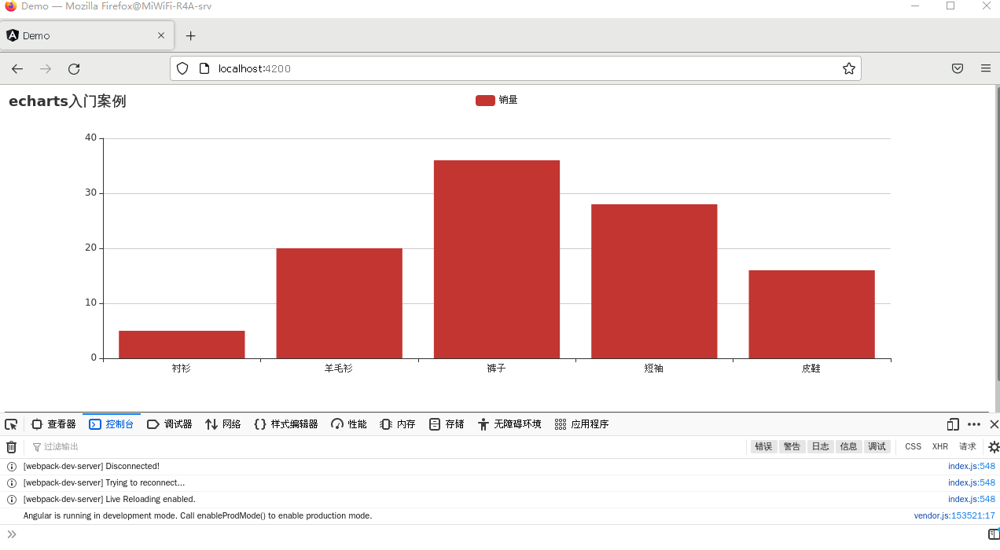 Demo — Mozilla Firefox@MiWiFi-R4A-srv
Demo
localhost:4200
echarts入门案例
销量
40
30
20
10
0
衬衫 羊毛衫 裤子 短袖 皮鞋
查看器 控制台 调试器 网络 样式编辑器 性能 内存 存储 无障碍环境 应用程序
过滤输出 错误 警告 日志 信息 调试 CSS XHR 请求
[webpack-dev-server] Disconnected! index.js:548
[webpack-dev-server] Trying to reconnect... index.js:548
[webpack-dev-server] Live Reloading enabled. index.js:548
Angular is running in development mode. Call enableProdMode() to enable production mode. vendor.js:153521:17